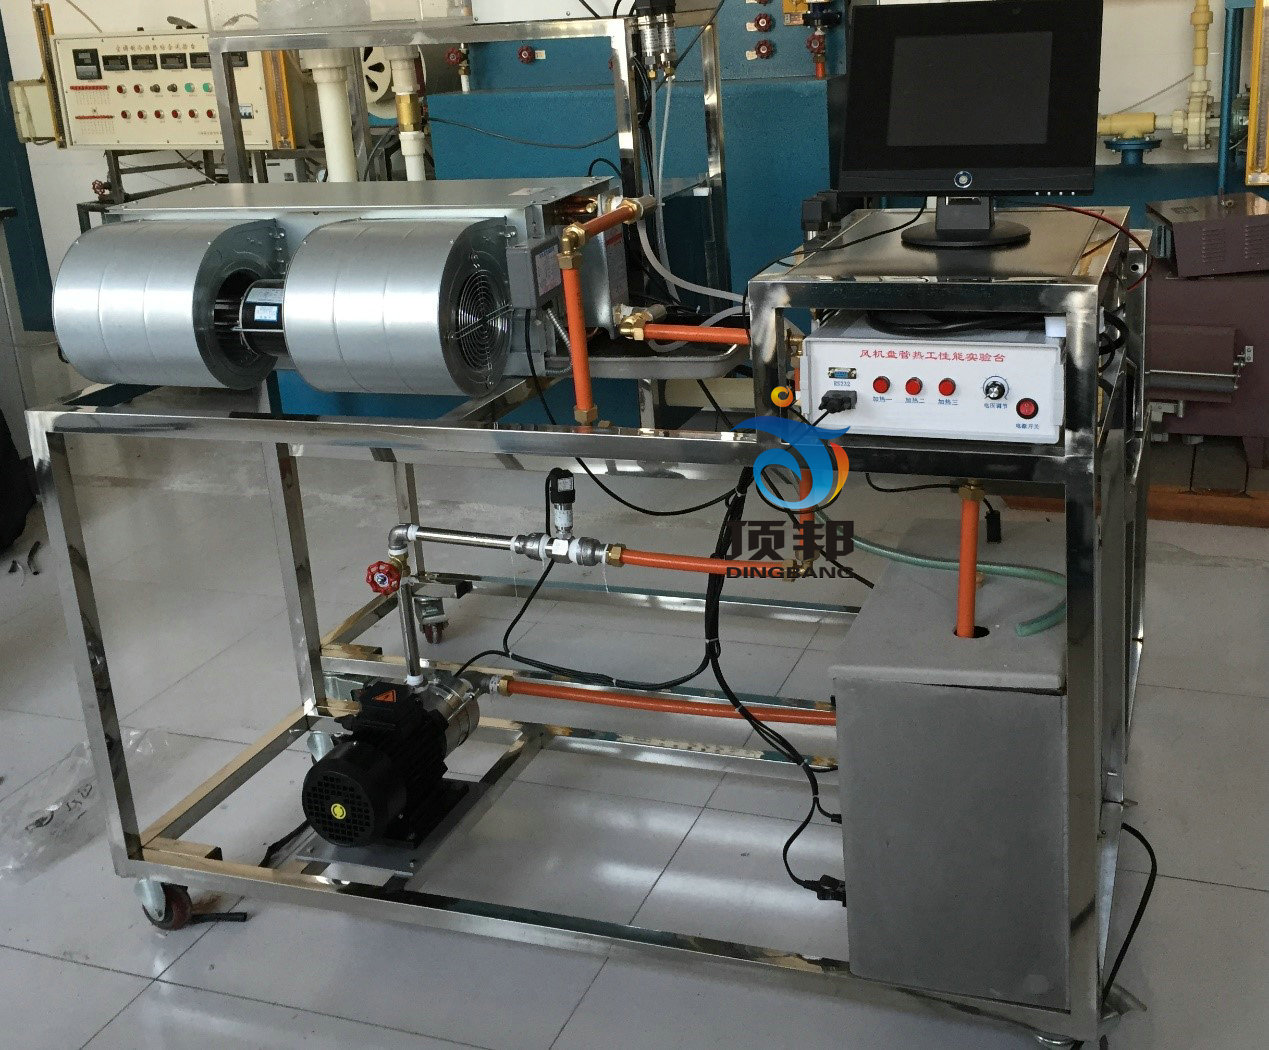 风机盘管热工性能实验台
RS232
加热一
加热二
加热三
电压调节
电源开关
顶邦
DINGBANG